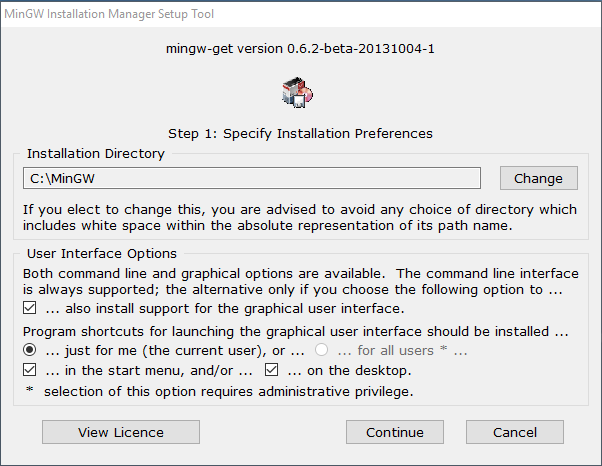 MinGW Installation Manager Setup Tool
mingw-get version 0.6.2-beta-20131004-1
Step 1: Specify Installation Preferences
Installation Directory
C:\MinGW
Change
If you elect to change this, you are advised to avoid any choice of directory which
includes white space within the absolute representation of its path name.
User Interface Options
Both command line and graphical options are available.  The command line interface
is always supported; the alternative only if you choose the following option to ...
... also install support for the graphical user interface.
Program shortcuts for launching the graphical user interface should be installed ...
... just for me (the current user), or ... ... for all users * ...
... in the start menu, and/or ... ... on the desktop.
* selection of this option requires administrative privilege.
View Licence Continue Cancel